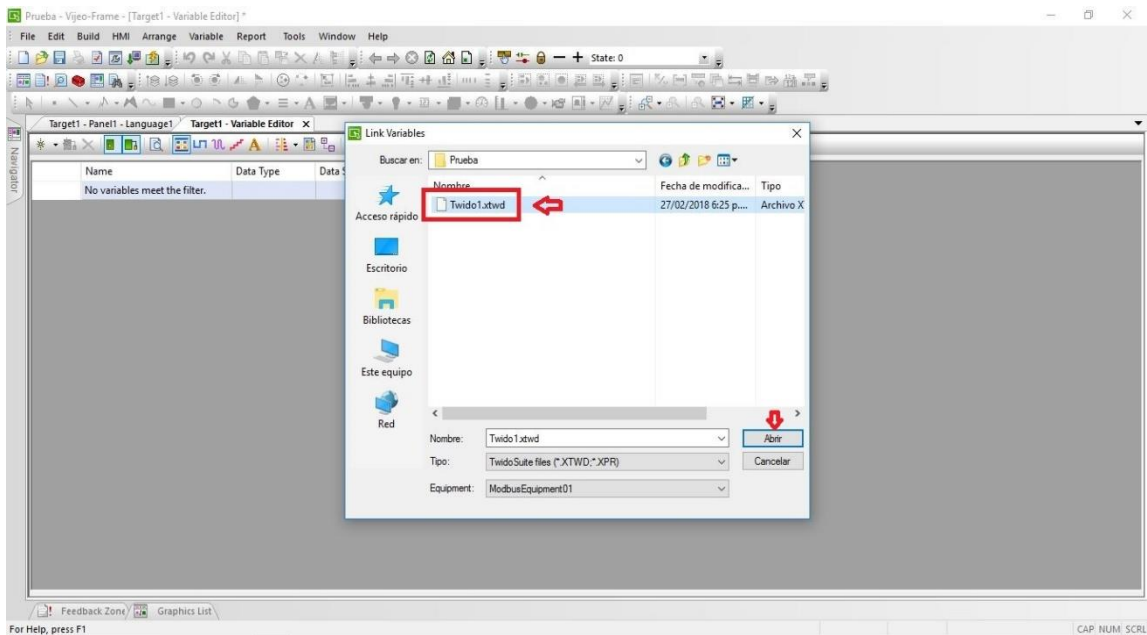 Prueba - Vijeo-Frame - [Target1 - Variable Editor] *
File Edit Build HMI Arrange Variable Report Tools Window Help
State: 0
Target1 - Panel1 - Language1 Target1 - Variable Editor X
Navigator
Name Data Type Data S
No variables meet the filter.
Link Variables
Buscar en: Prueba
Nombre Fecha de modifica... Tipo
Twido1.xtwd 27/02/2018 6:25 p.... Archivo X
Acceso rápido
Escritorio
Bibliotecas
Este equipo
Red
Nombre: Twido1.xtwd Abrir
Tipo: TwidoSuite files (*.XTWD;*.XPR) Cancelar
Equipment: ModbusEquipment01
Feedback Zone Graphics List
For Help, press F1 CAP NUM SCRL